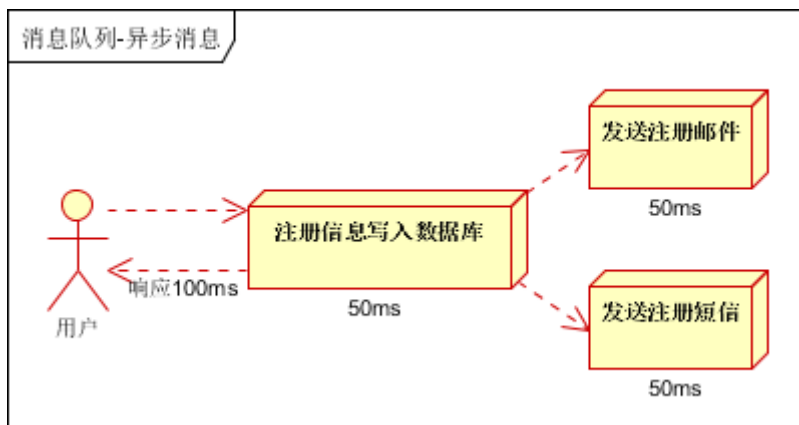 消息队列-异步消息
发送注册邮件
50ms
注册信息写入数据库
响应100ms
50ms
用户
发送注册短信
50ms